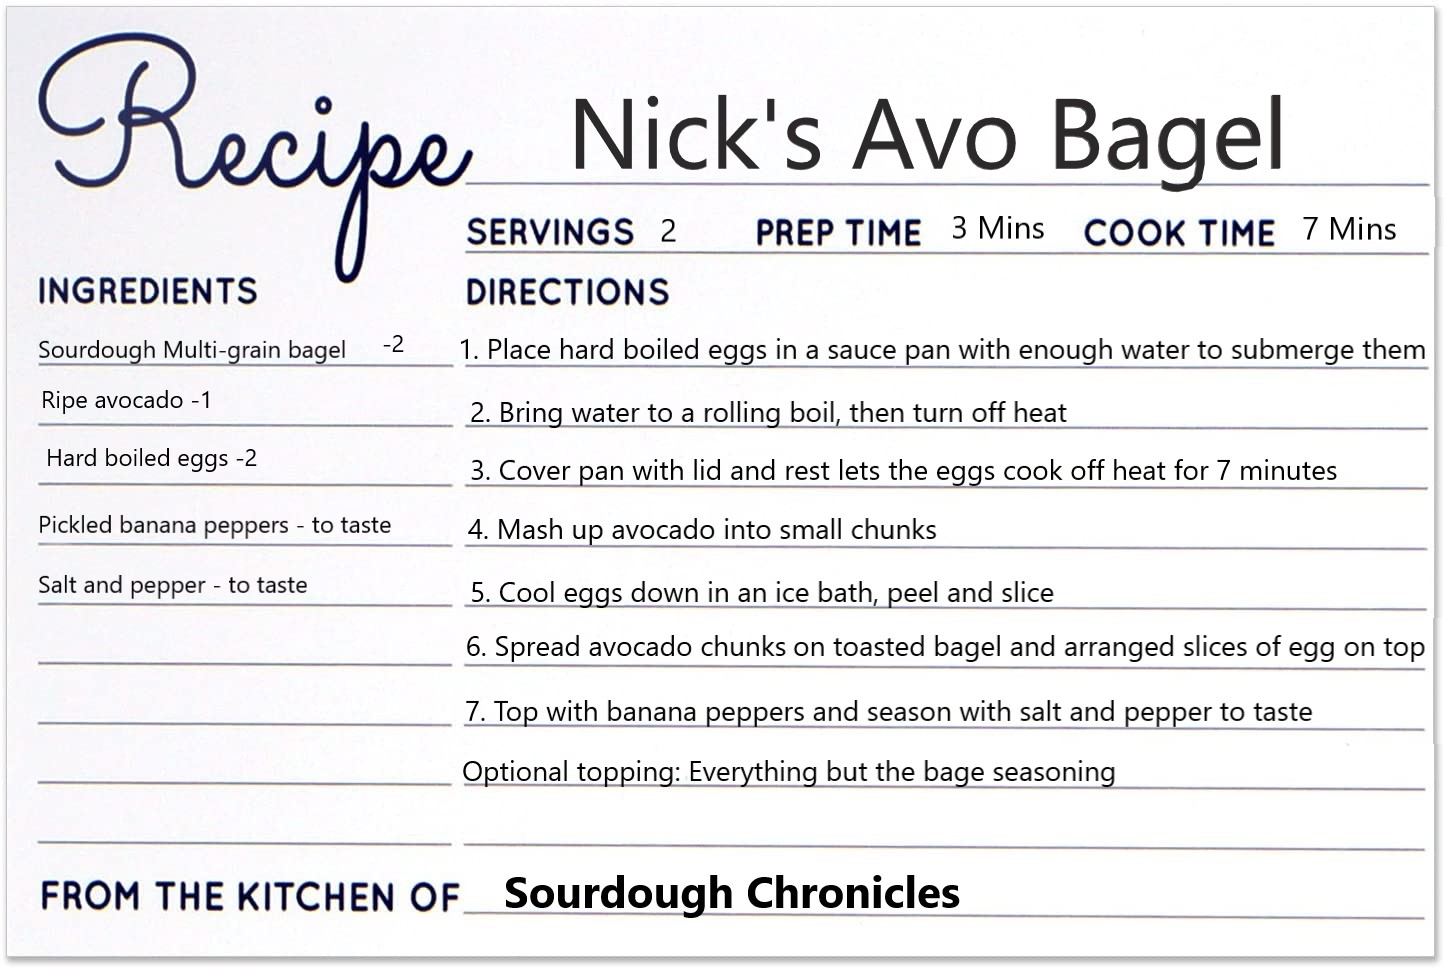 Recipe
Nick's Avo Bagel
SERVINGS 2 PREP TIME 3 Mins COOK TIME 7 Mins
INGREDIENTS
Sourdough Multi-grain bagel -2
Ripe avocado -1
Hard boiled eggs -2
Pickled banana peppers - to taste
Salt and pepper - to taste
DIRECTIONS
1. Place hard boiled eggs in a sauce pan with enough water to submerge them
2. Bring water to a rolling boil, then turn off heat
3. Cover pan with lid and rest lets the eggs cook off heat for 7 minutes
4. Mash up avocado into small chunks
5. Cool eggs down in an ice bath, peel and slice
6. Spread avocado chunks on toasted bagel and arranged slices of egg on top
7. Top with banana peppers and season with salt and pepper to taste
Optional topping: Everything but the bage seasoning
FROM THE KITCHEN OF Sourdough Chronicles